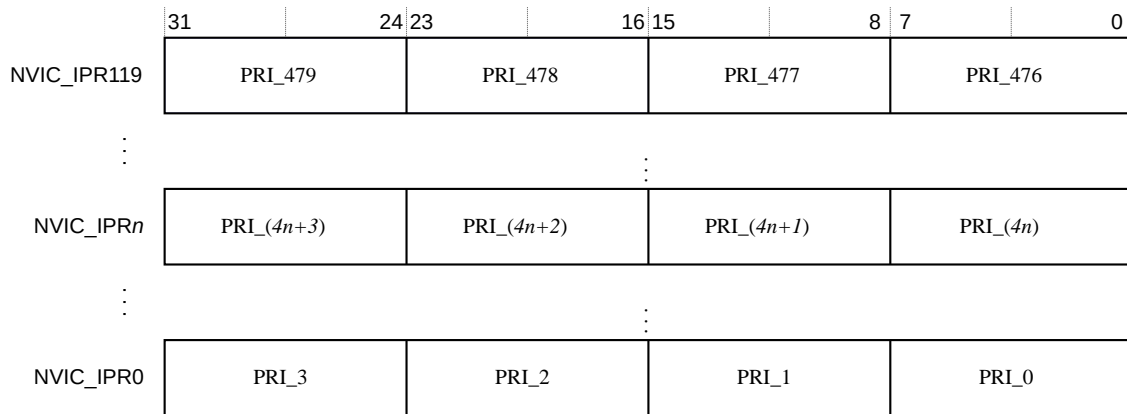 31 24 23 16 15 8 7 0
NVIC_IPR119 PRI_479 PRI_478 PRI_477 PRI_476
NVIC_IPRn PRI_(4n+3) PRI_(4n+2) PRI_(4n+1) PRI_(4n)
NVIC_IPR0 PRI_3 PRI_2 PRI_1 PRI_0